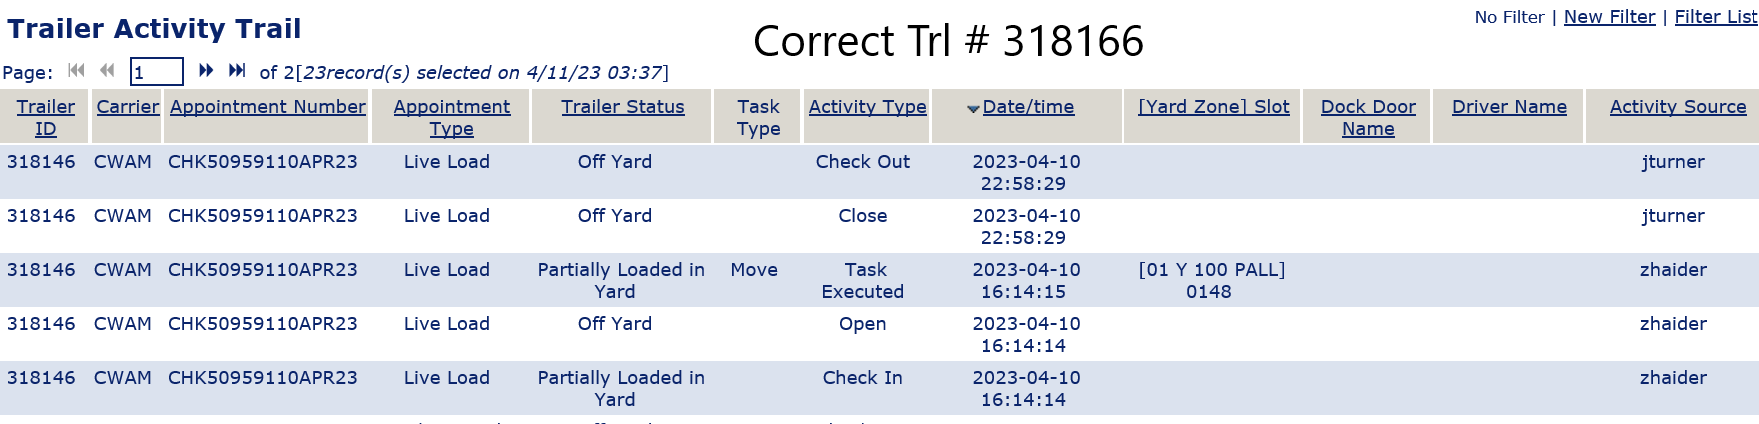 Trailer Activity Trail
Correct Trl # 318166
No Filter | New Filter | Filter List
Page: 1 of 2[23record(s) selected on 4/11/23 03:37]
Trailer ID Carrier Appointment Number Appointment Type Trailer Status Task Type Activity Type Date/time [Yard Zone] Slot Dock Door Name Driver Name Activity Source
318146 CWAM CHK50959110APR23 Live Load Off Yard Check Out 2023-04-10 22:58:29 jturner
318146 CWAM CHK50959110APR23 Live Load Off Yard Close 2023-04-10 22:58:29 jturner
318146 CWAM CHK50959110APR23 Live Load Partially Loaded in Yard Move Task Executed 2023-04-10 16:14:15 [01 Y 100 PALL] 0148 zhaider
318146 CWAM CHK50959110APR23 Live Load Off Yard Open 2023-04-10 16:14:14 zhaider
318146 CWAM CHK50959110APR23 Live Load Partially Loaded in Yard Check In 2023-04-10 16:14:14 zhaider